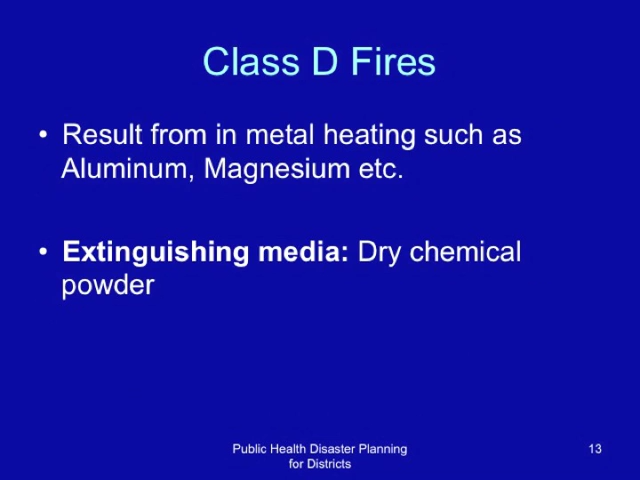 Class D Fires
• Result from in metal heating such as
Aluminum, Magnesium etc.
• Extinguishing media: Dry chemical
powder
Public Health Disaster Planning
for Districts
13